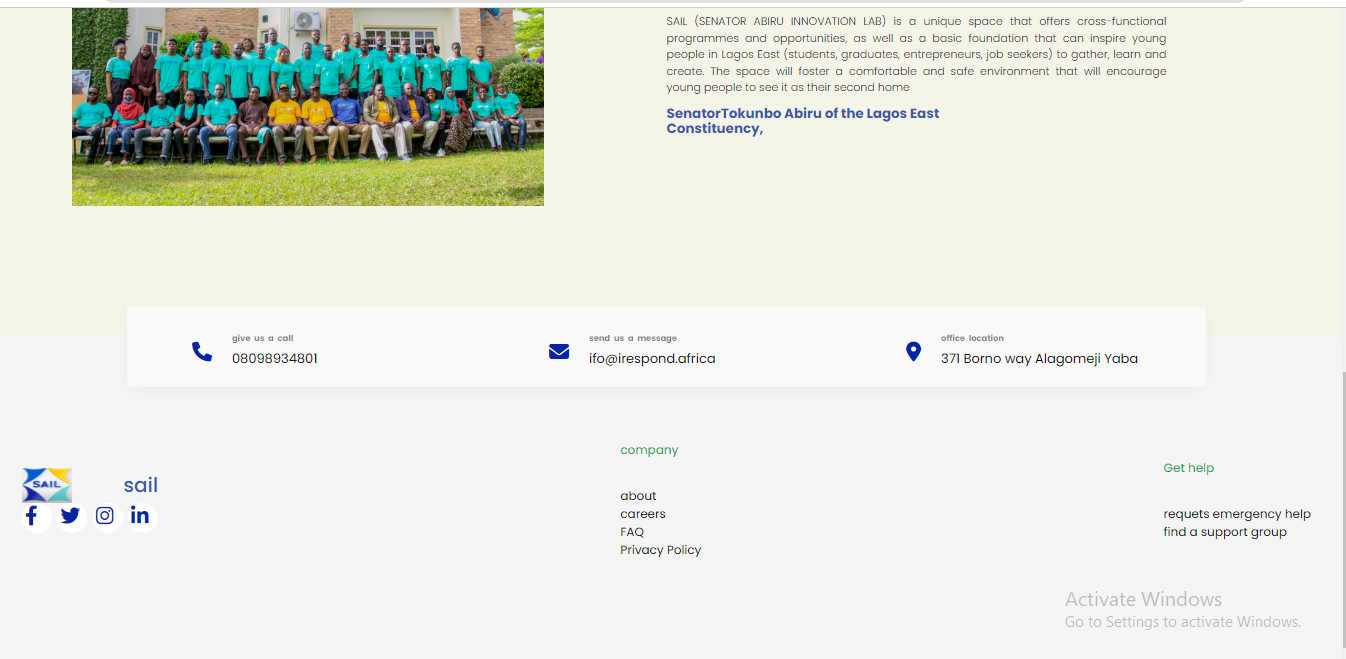 SAIL (SENATOR ABIRU INNOVATION LAB) is a unique space that offers cross-functional
programmes and opportunities, as well as a basic foundation that can inspire young
people in Lagos East (students, graduates, entrepreneurs, job seekers) to gather, learn and
create. The space will foster a comfortable and safe environment that will encourage
young people to see it as their second home
SenatorTokunbo Abiru of the Lagos East
Constituency,
give us a call
08098934801
send us a message
ifo@irespond.africa
office location
371 Borno way Alagomeji Yaba
SAIL
sail
company
about
careers
FAQ
Privacy Policy
Get help
requets emergency help
find a support group
Activate Windows
Go to Settings to activate Windows.